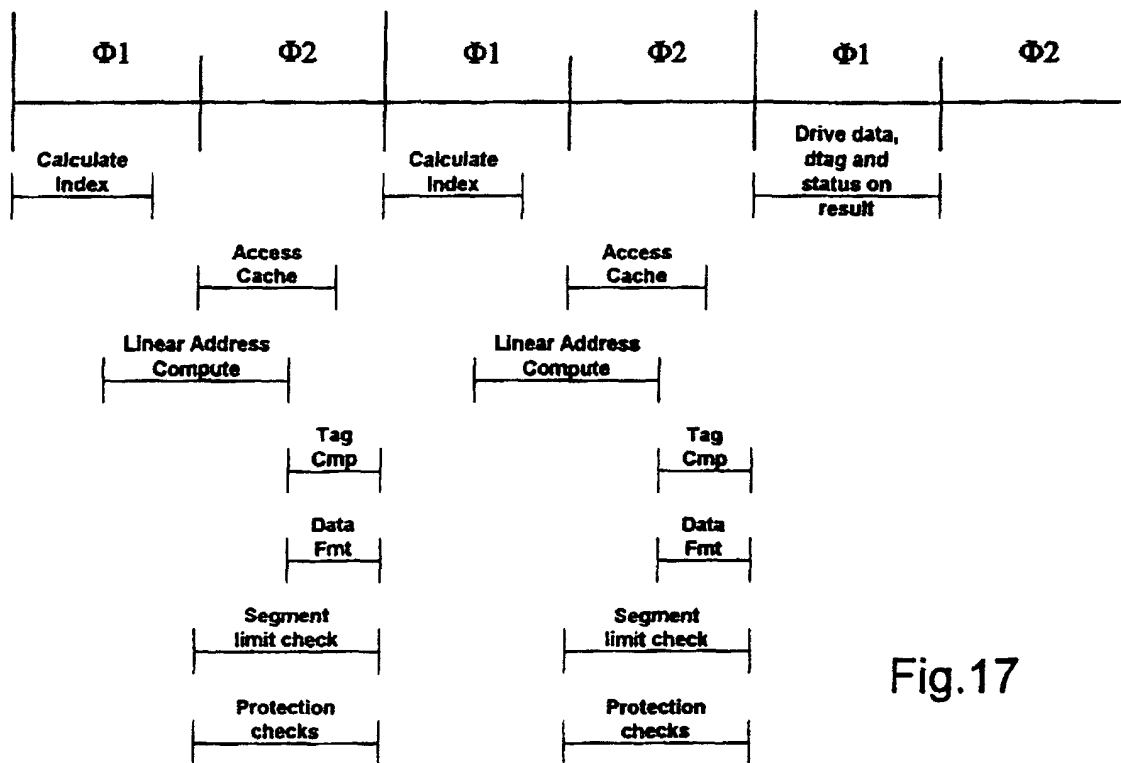 Φ1 Φ2 Φ1 Φ2 Φ1 Φ2
Calculate
Index
Calculate
Index
Drive data,
dtag and
status on
result
Access
Cache
Access
Cache
Linear Address
Compute
Linear Address
Compute
Tag
Cmp
Tag
Cmp
Data
Fmt
Data
Fmt
Segment
limit check
Segment
limit check
Protection
checks
Protection
checks
Fig.17